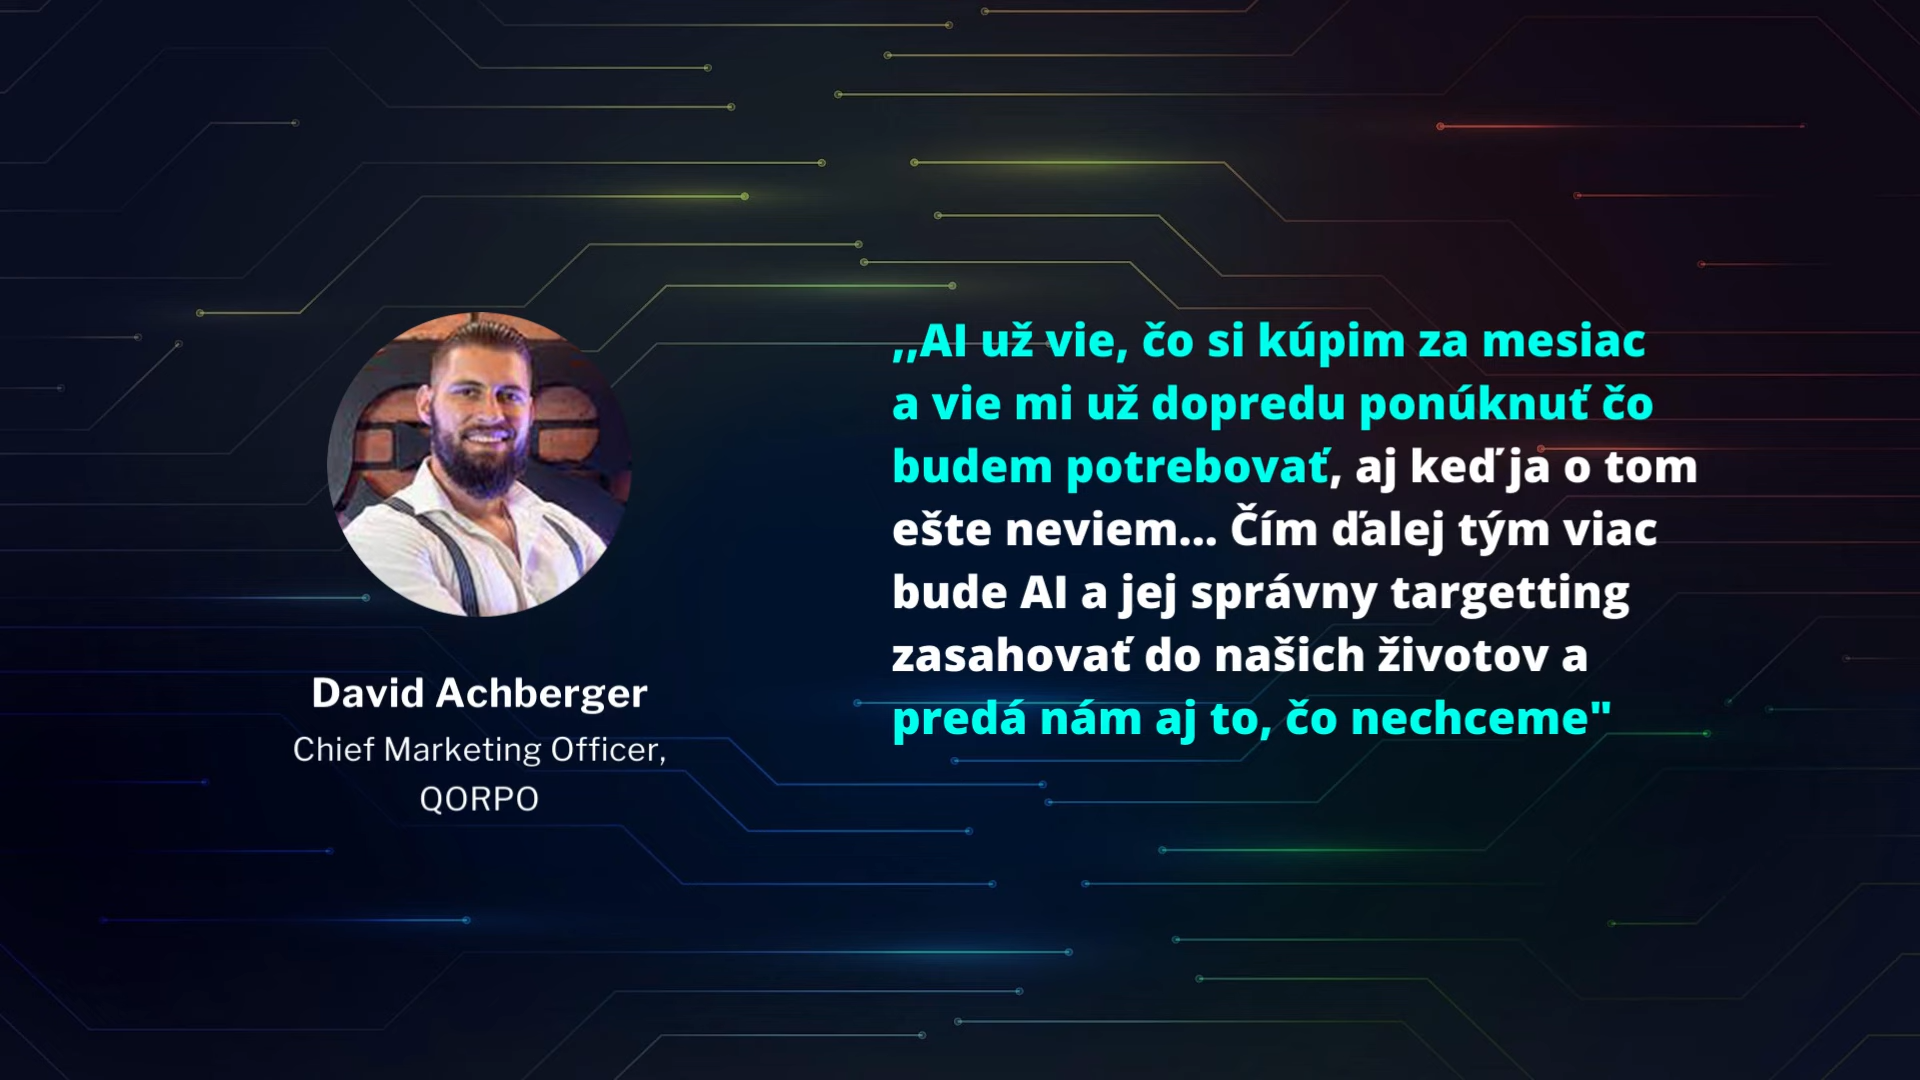 David Achberger
Chief Marketing Officer,
QORPO
,,AI už vie, čo si kúpim za mesiac
a vie mi už dopredu ponúknuť čo
budem potrebovať, aj keď ja o tom
ešte neviem... Čím ďalej tým viac
bude AI a jej správny targetting
zasahovať do našich životov a
predá nám aj to, čo nechceme"